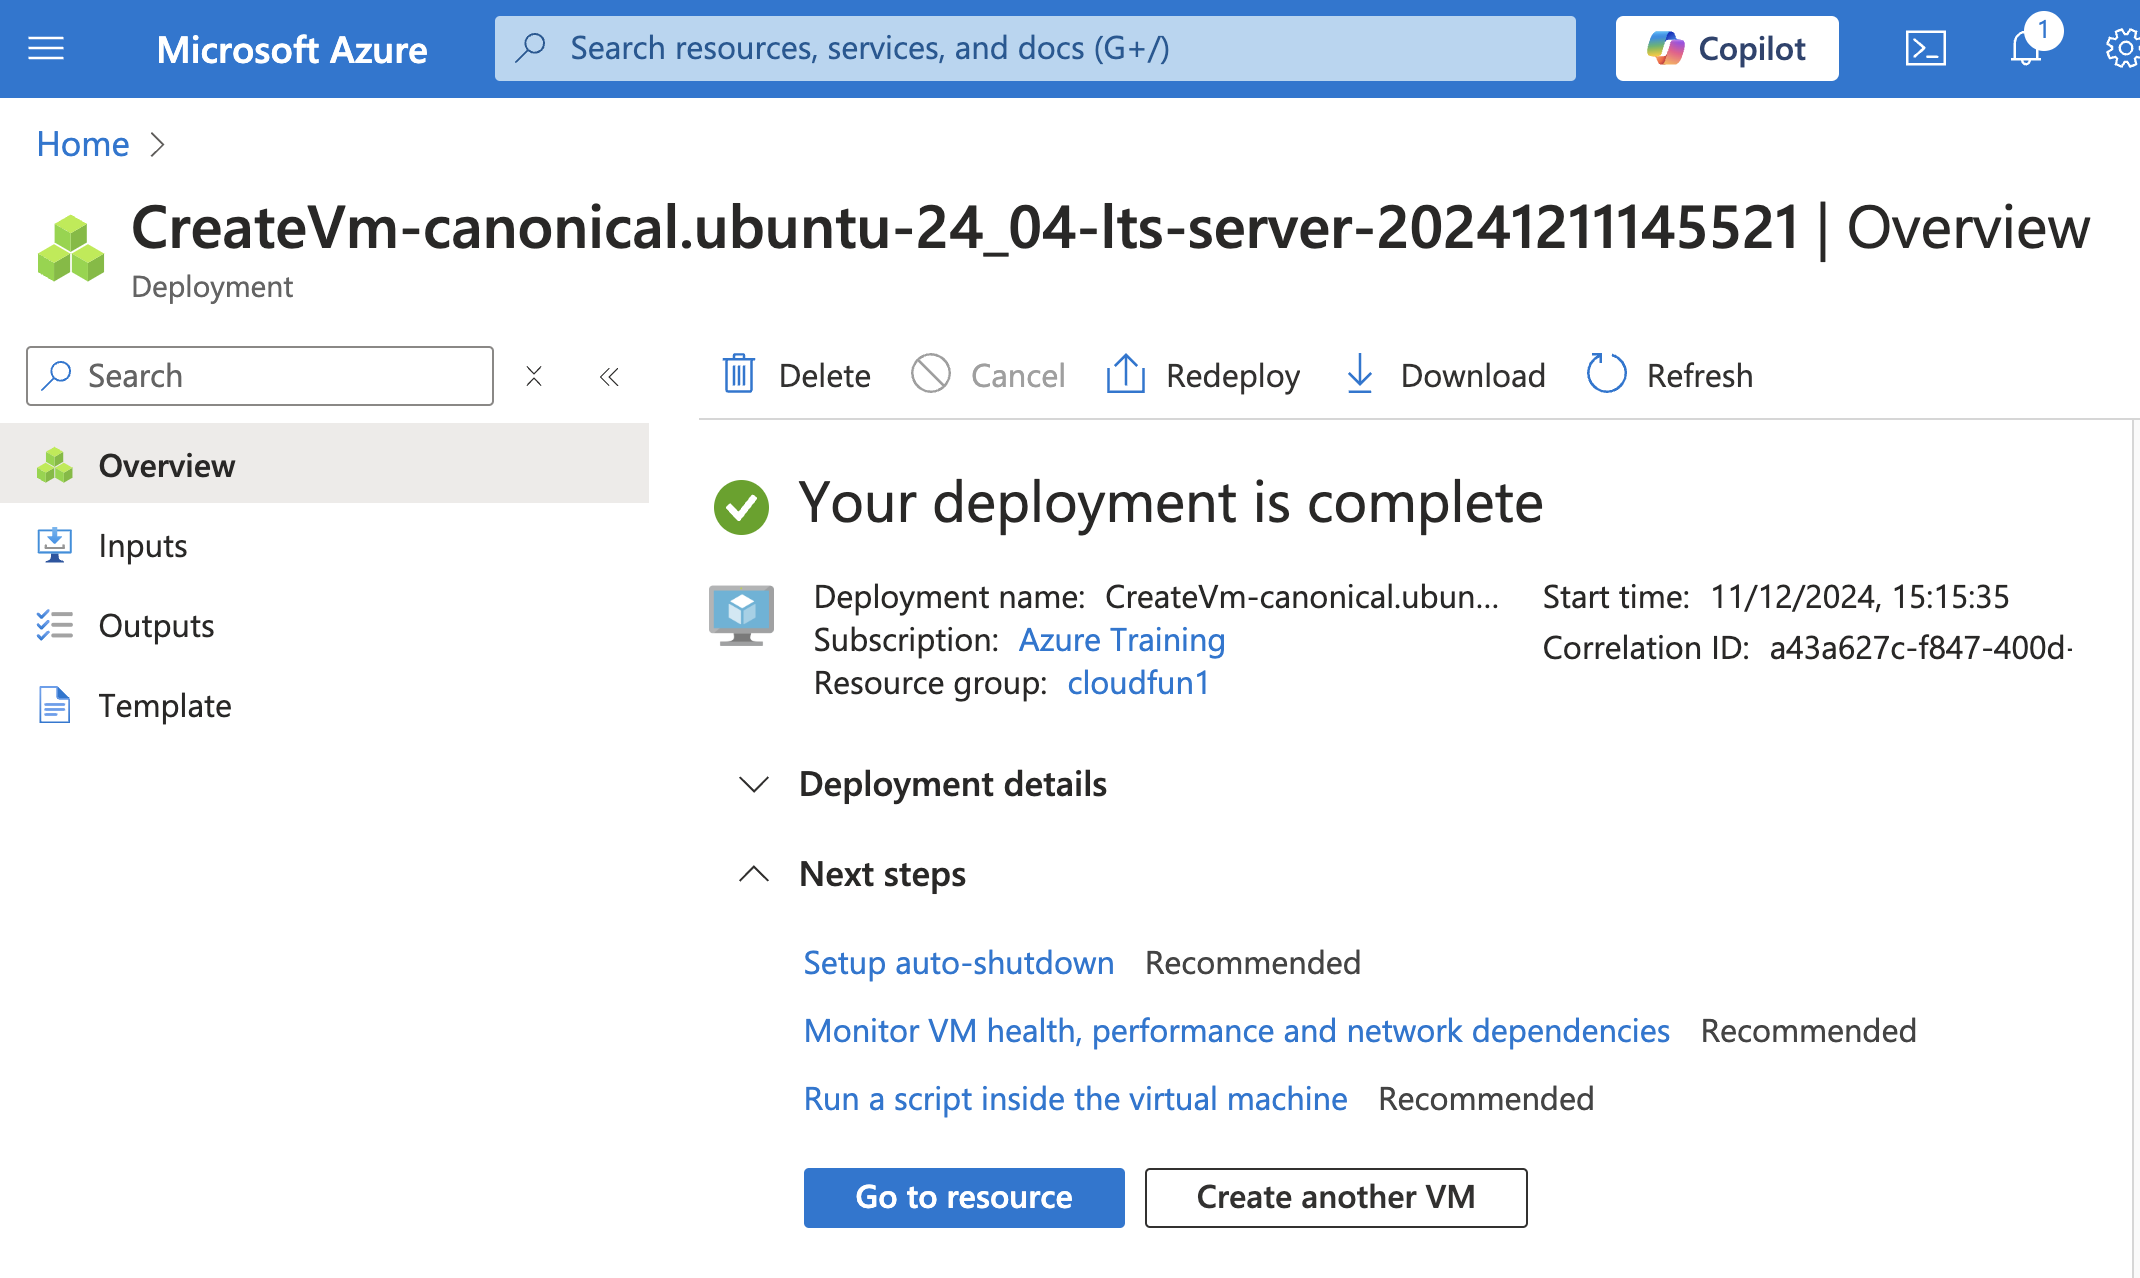 Microsoft Azure
Search resources, services, and docs (G+/)
Copilot
1
Home
CreateVm-canonical.ubuntu-24_04-lts-server-20241211145521 | Overview
Deployment
Search
Delete
Cancel
Redeploy
Download
Refresh
Overview
Inputs
Outputs
Template
Your deployment is complete
Deployment name: CreateVm-canonical.ubun...
Subscription: Azure Training
Resource group: cloudfun1
Start time: 11/12/2024, 15:15:35
Correlation ID: a43a627c-f847-400d-
Deployment details
Next steps
Setup auto-shutdown Recommended
Monitor VM health, performance and network dependencies Recommended
Run a script inside the virtual machine Recommended
Go to resource
Create another VM